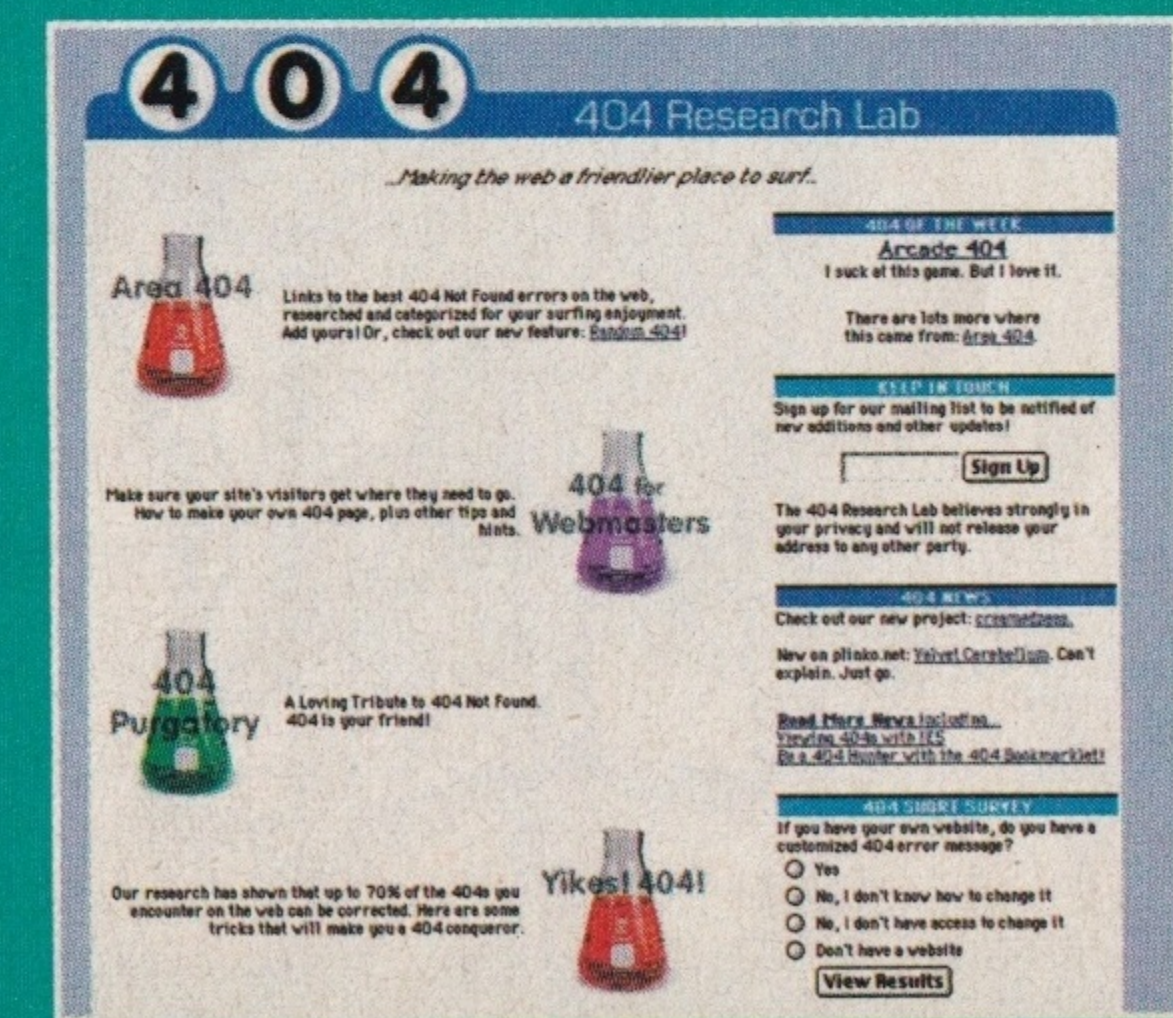 404
404 Research Lab
...Making the web a friendlier place to surf...
Area 404
Links to the best 404 Not Found errors on the web,
researched and categorized for your surfing enjoyment.
Add yours! Or, check out our new feature: Random 404!
404 for
Webmasters
Make sure your site's visitors get where they need to go.
How to make your own 404 page, plus other tips and
hints.
404
Purgatory
A Loving Tribute to 404 Not Found.
404 is your friend!
Yikes! 404!
Our research has shown that up to 70% of the 404s you
encounter on the web can be corrected. Here are some
tricks that will make you a 404 conqueror.
404 OF THE WEEK
Arcade 404
I suck at this game. But I love it.
There are lots more where
this came from: Area 404.
KEEP IN TOUCH
Sign up for our mailing list to be notified of
new additions and other updates!
Sign Up
The 404 Research Lab believes strongly in
your privacy and will not release your
address to any other party.
404 NEWS
Check out our new project:
New on plinko.net: Velvet Cerebellum. Can't
explain. Just go.
Read More News including...
Viewing 404s with IE5
Be a 404 Hunter with the 404 Bookmarklet!
404 SHORT SURVEY
If you have your own website, do you have a
customized 404 error message?
Yes
No, I don't know how to change it
No, I don't have access to change it
Don't have a website
View Results